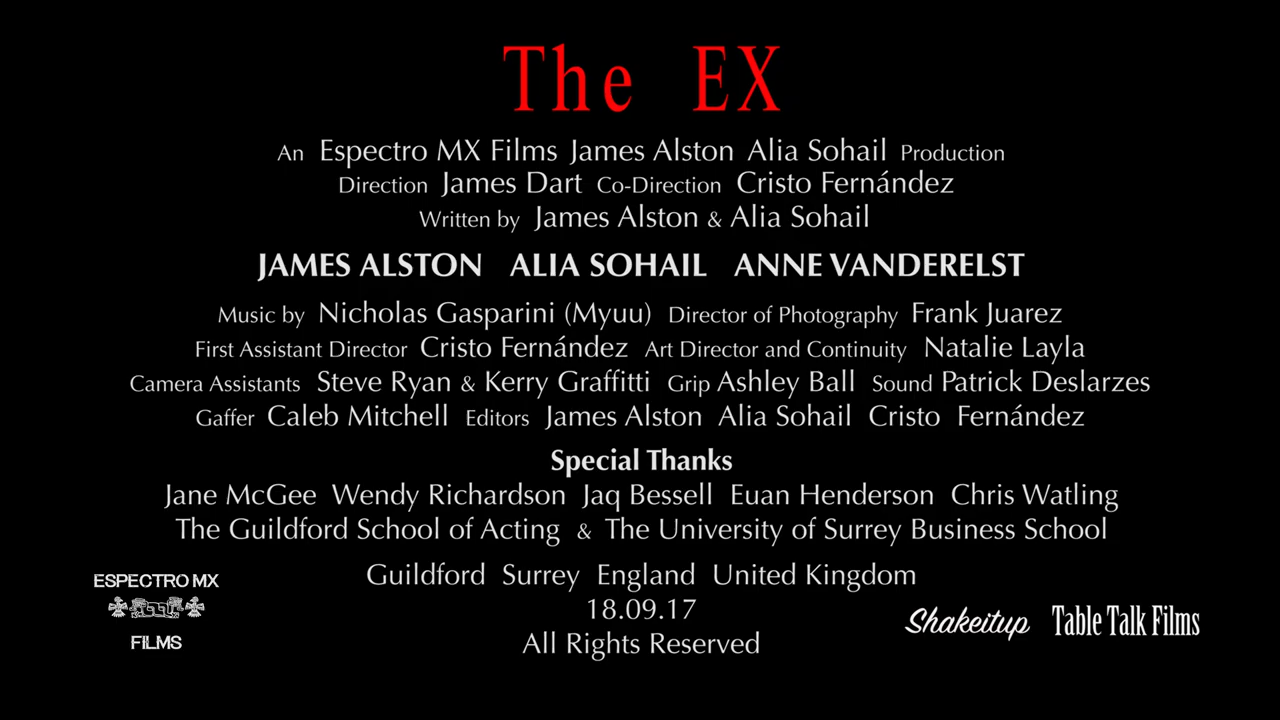 The EX
An Espectro MX Films James Alston Alia Sohail Production
Direction James Dart Co-Direction Cristo Fernández
Written by James Alston & Alia Sohail
JAMES ALSTON ALIA SOHAIL ANNE VANDERELST
Music by Nicholas Gasparini (Myuu) Director of Photography Frank Juarez
First Assistant Director Cristo Fernández Art Director and Continuity Natalie Layla
Camera Assistants Steve Ryan & Kerry Graffitti Grip Ashley Ball Sound Patrick Deslarzes
Gaffer Caleb Mitchell Editors James Alston Alia Sohail Cristo Fernández
Special Thanks
Jane McGee Wendy Richardson Jaq Bessell Euan Henderson Chris Watling
The Guildford School of Acting & The University of Surrey Business School
Guildford Surrey England United Kingdom
18.09.17
All Rights Reserved
ESPECTRO MX
FILMS
Shakeitup
Table Talk Films